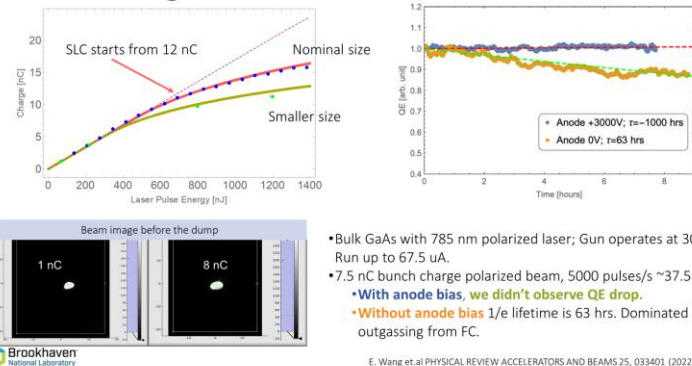 SLC starts from 12 nC
Nominal size
Smaller size
Charge [nC]
20
15
10
5
0
0 200 400 600 800 1000 1200 1400
Laser Pulse Energy [nJ]
1.2
1.1
1.0
0.9
0.8
0.7
0.6
0.5
0.4
QE [arb. unit]
Anode +3000V; τ=-1000 hrs
Anode 0V; τ=63 hrs
0 2 4 6 8
Time [hours]
Beam image before the dump
1 nC
8 nC
•Bulk GaAs with 785 nm polarized laser; Gun operates at 30
Run up to 67.5 uA.
•7.5 nC bunch charge polarized beam, 5000 pulses/s ~37.5
•With anode bias, we didn't observe QE drop.
•Without anode bias 1/e lifetime is 63 hrs. Dominated
outgassing from FC.
Brookhaven
National Laboratory
E. Wang et.al PHYSICAL REVIEW ACCELERATORS AND BEAMS 25, 033401 (2022